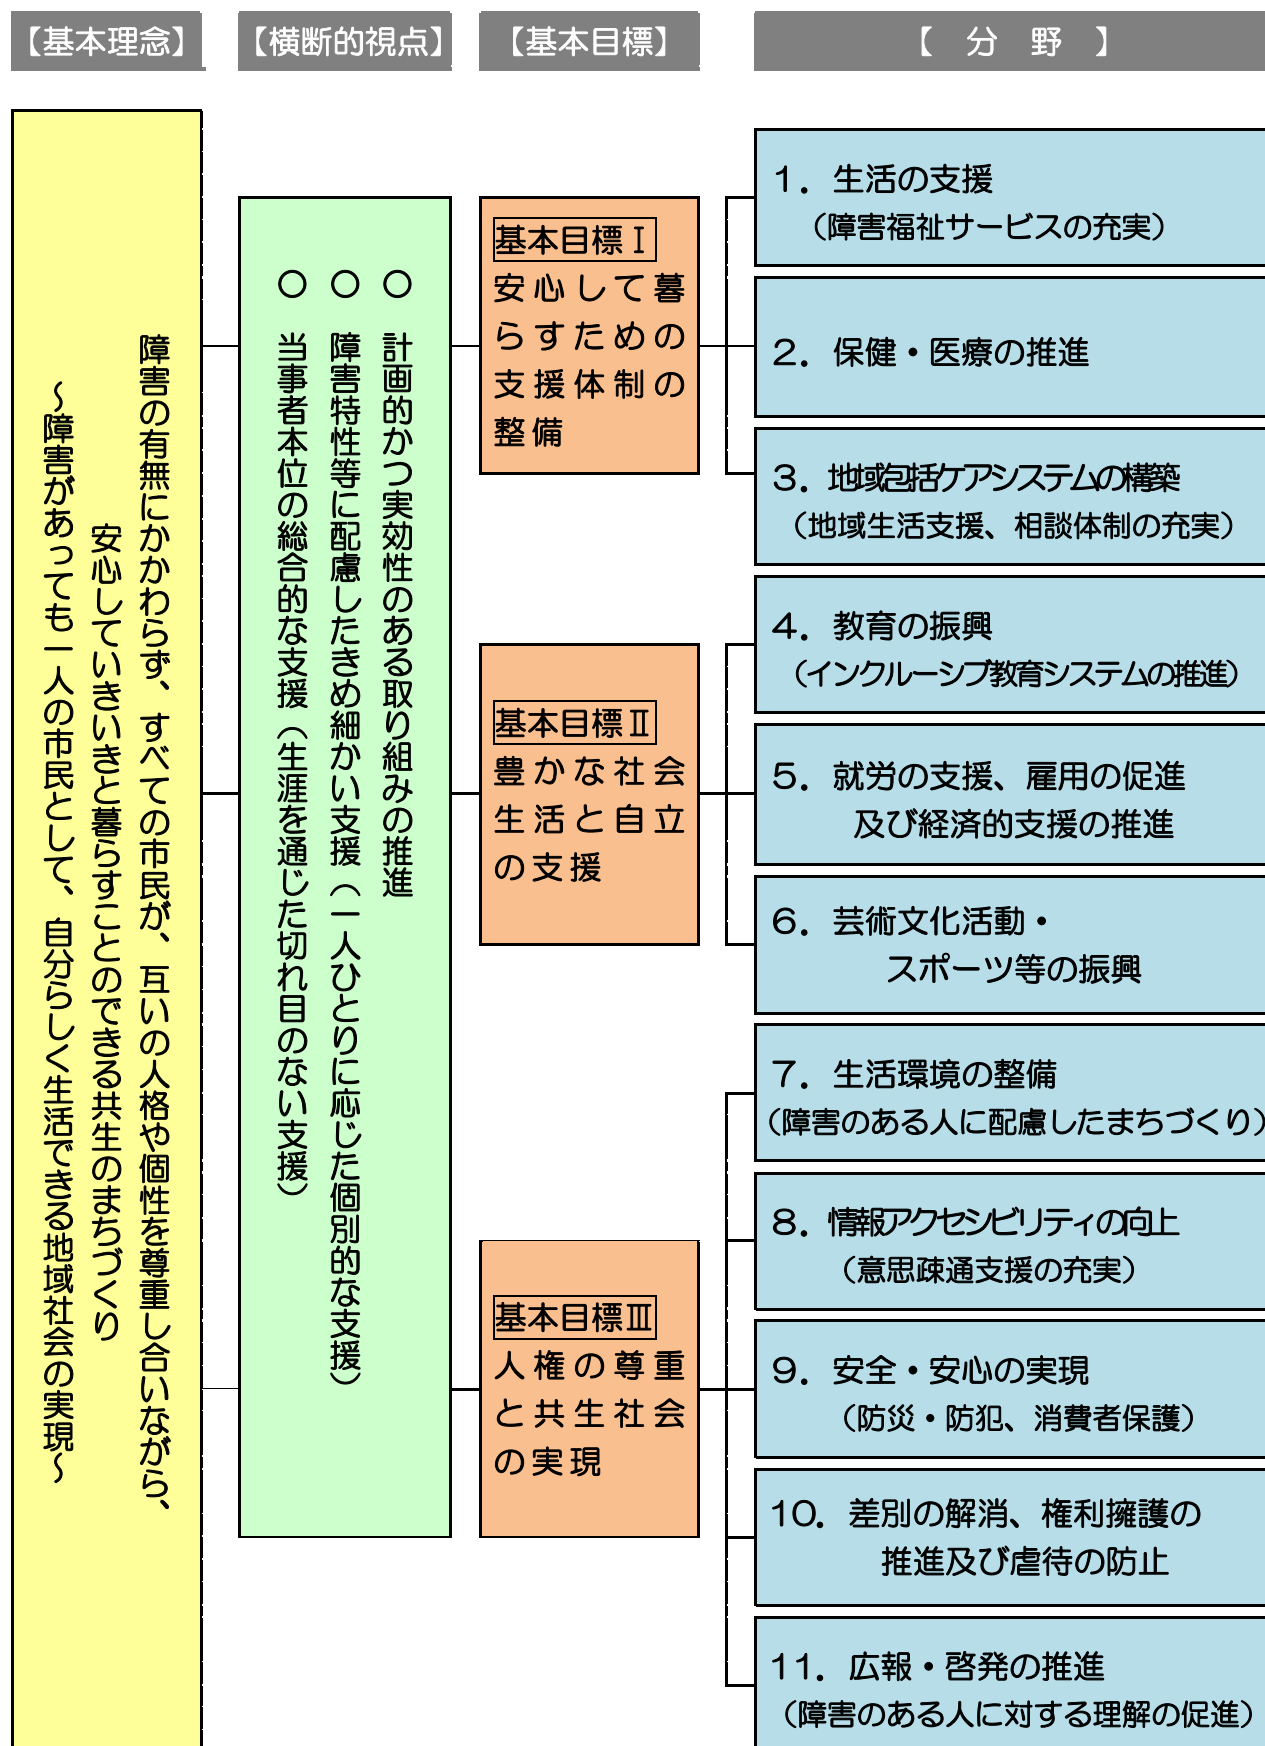 【基本理念】
【横断的視点】
【基本目標】
【　分　野　】
障害の有無にかかわらず、すべての市民が、互いの人格や個性を尊重し合いながら、
安心していきいきと暮らすことのできる共生のまちづくり
～障害があっても一人の市民として、自分らしく生活できる地域社会の実現～
○　計画的かつ実効性のある取り組みの推進
○　障害特性等に配慮したきめ細かい支援（一人ひとりに応じた個別的な支援）
○　当事者本位の総合的な支援（生涯を通じた切れ目のない支援）
基本目標Ⅰ
安心して暮
らすための
支援体制の
整備
１．生活の支援
（障害福祉サービスの充実）
２．保健・医療の推進
３．地域包括ケアシステムの構築
（地域生活支援、相談体制の充実）
基本目標Ⅱ
豊かな社会
生活と自立
の支援
４．教育の振興
（インクルーシブ教育システムの推進）
５．就労の支援、雇用の促進
及び経済的支援の推進
６．芸術文化活動・
スポーツ等の振興
基本目標Ⅲ
人権の尊重
と共生社会
の実現
７．生活環境の整備
（障害のある人に配慮したまちづくり）
８．情報アクセシビリティの向上
（意思疎通支援の充実）
９．安全・安心の実現
（防災・防犯、消費者保護）
１０．差別の解消、権利擁護の
推進及び虐待の防止
１１．広報・啓発の推進
（障害のある人に対する理解の促進）